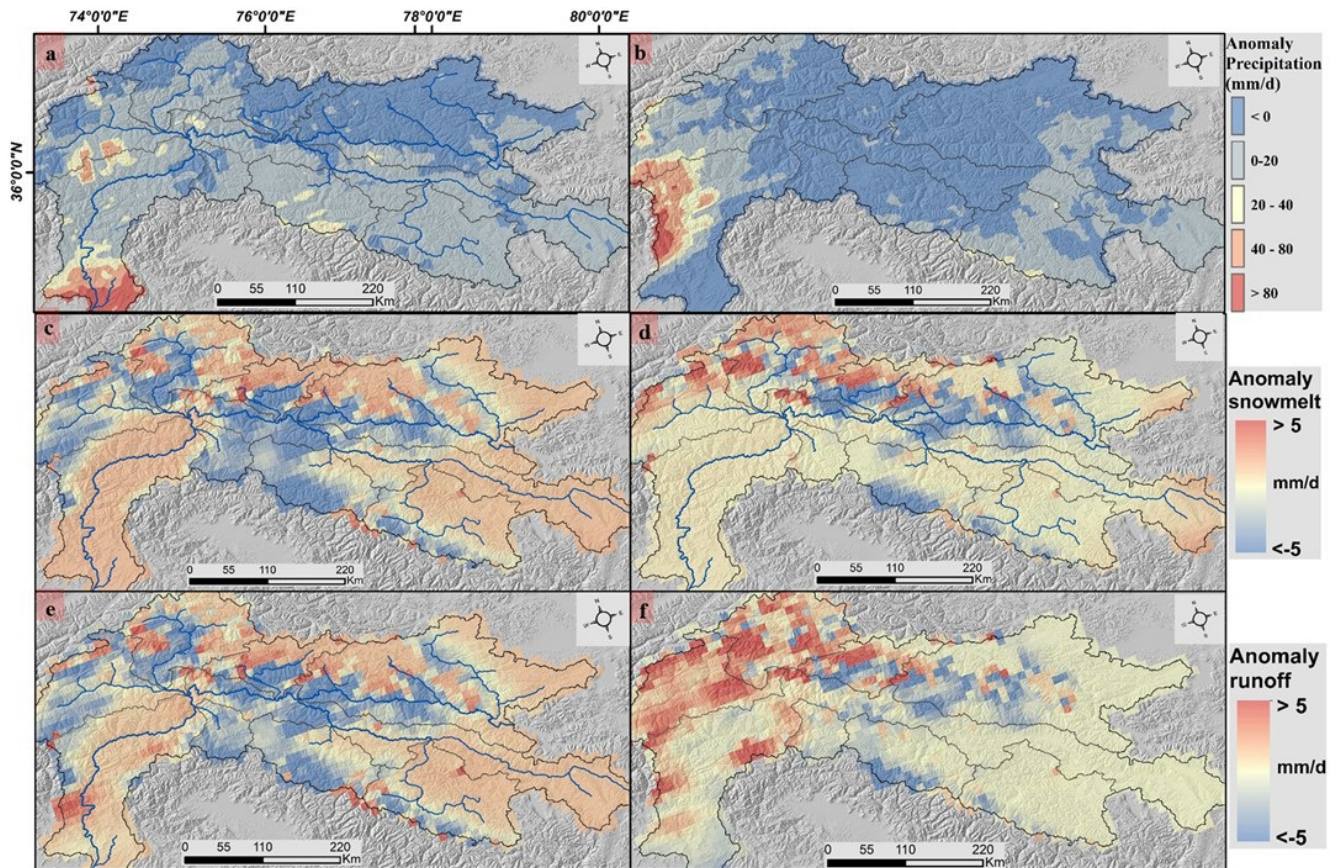 74°0'0"E 76°0'0"E 78°0'0"E 80°0'0"E
36°0'0"N
a
b
Anomaly
Precipitation
(mm/d)
< 0
0-20
20 - 40
40 - 80
> 80
0 55 110 220
Km
0 55 110 220
Km
c
d
Anomaly
snowmelt
> 5
mm/d
<-5
0 55 110 220
Km
0 55 110 220
Km
e
f
Anomaly
runoff
> 5
mm/d
<-5
0 55 110 220
Km
0 55 110 220
Km